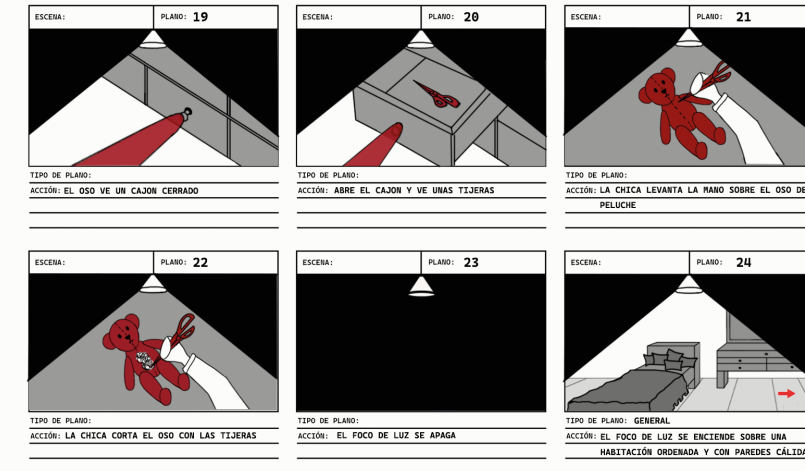 ESCENA: PLANO: 19
ESCENA: PLANO: 20
ESCENA: PLANO: 21
TIPO DE PLANO:
ACCIÓN: EL OSO VE UN CAJON CERRADO
TIPO DE PLANO:
ACCIÓN: ABRE EL CAJON Y VE UNAS TIJERAS
TIPO DE PLANO:
ACCIÓN: LA CHICA LEVANTA LA MANO SOBRE EL OSO DE
PELUCHE
ESCENA: PLANO: 22
ESCENA: PLANO: 23
ESCENA: PLANO: 24
TIPO DE PLANO:
ACCIÓN: LA CHICA CORTA EL OSO CON LAS TIJERAS
TIPO DE PLANO:
ACCIÓN: EL FOCO DE LUZ SE APAGA
TIPO DE PLANO: GENERAL
ACCIÓN: EL FOCO DE LUZ SE ENCIENDE SOBRE UNA
HABITACIÓN ORDENADA Y CON PAREDES